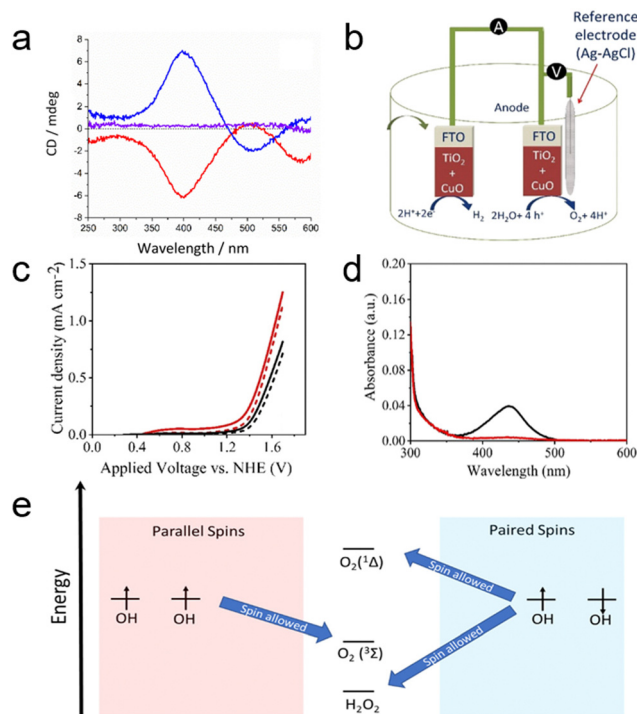 a
CD / mdeg
8
6
4
2
0
-2
-4
-6
-8
250 300 350 400 450 500 550 600
Wavelength / nm
b
Reference
electrode
(Ag-AgCl)
A
V
Anode
FTO
TiO2
+
CuO
FTO
TiO2
+
CuO
2H⁺+2e
H2
2H2O+ 4 h⁺
O2+ 4H⁺
c
Current density (mA cm⁻²)
1.5
1.0
0.5
0.0
0.0 0.4 0.8 1.2 1.6
Applied Voltage vs. NHE (V)
d
Absorbance (a.u.)
0.20
0.16
0.12
0.08
0.04
0.00
300 400 500 600
Wavelength (nm)
e
Energy
Parallel Spins
OH OH
Spin allowed
O2(¹Δ)
O2 (³Σ)
H2O2
Paired Spins
Spin allowed
Spin allowed
OH OH